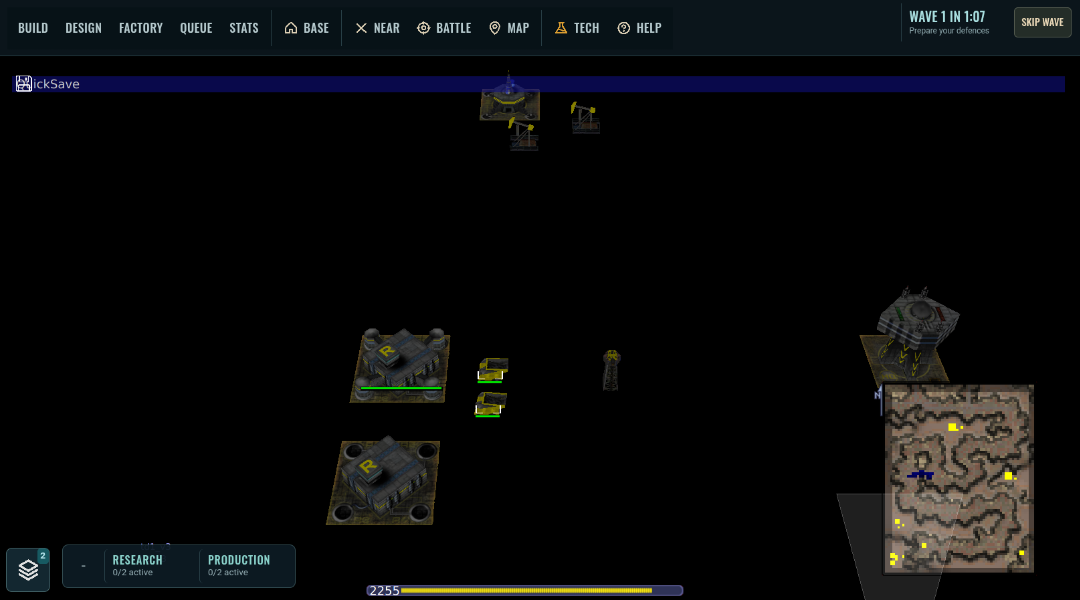 BUILD DESIGN FACTORY QUEUE STATS BASE NEAR BATTLE MAP TECH HELP
WAVE 1 IN 1:07
Prepare your defences
SKIP WAVE
ickSave
R
R
N
2
-
RESEARCH
0/2 active
PRODUCTION
0/2 active
2255